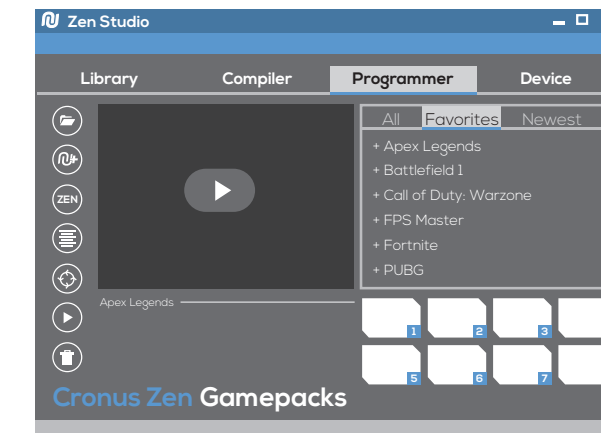 Zen Studio
Library Compiler Programmer Device
All Favorites Newest
+ Apex Legends
+ Battlefield 1
+ Call of Duty: Warzone
+ FPS Master
+ Fortnite
+ PUBG
ZEN
Apex Legends
1 2 3
5 6 7
Cronus Zen Gamepacks